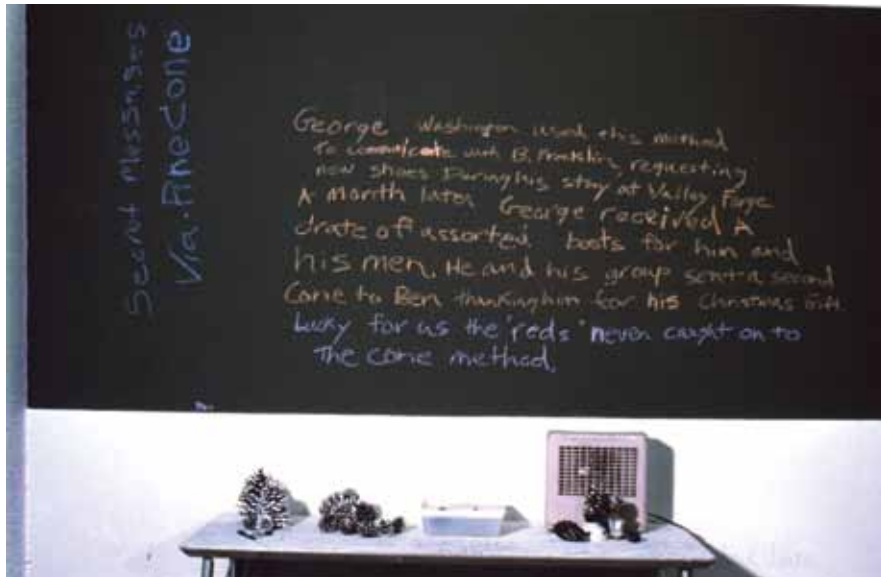 Secret Messages
Via. PineCone
George Washington used this method
To communicate with B. Franklin, requesting
new shoes During his stay at Valley Forge
A Month later George received A
crate of assorted boots for him and
his men. He and his group sent a second
Cone to Ben thanking him for his Christmas Gift.
Lucky for us the 'reds' never caught on to
The cone method.